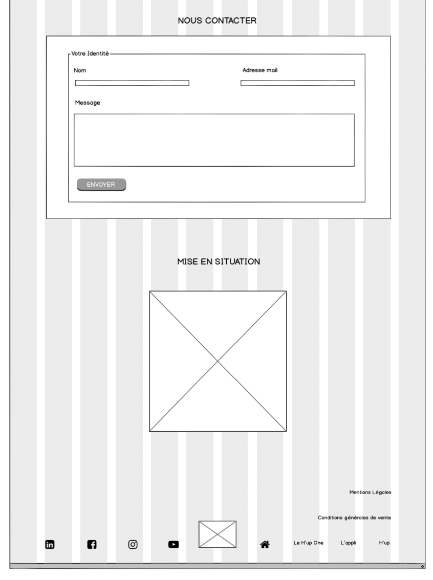 NOUS CONTACTER
Votre Identité
Nom Adresse mail
Message
ENVOYER
MISE EN SITUATION
Mentions Légales
Conditions générales de vente
Le H'up One L'appli H'up